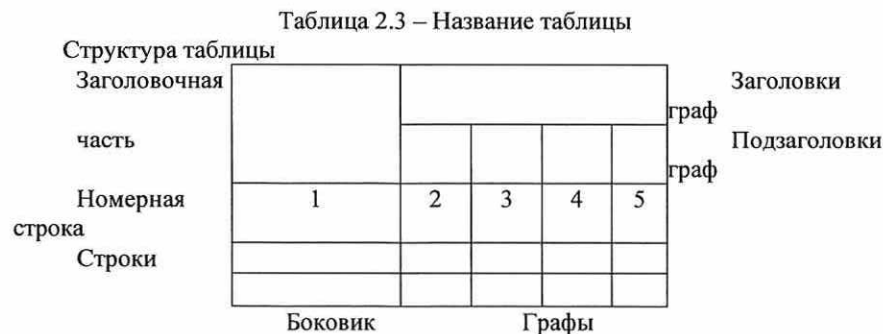 Таблица 2.3 – Название таблицы
Структура таблицы
Заголовочная Заголовки
граф
часть Подзаголовки
граф
Номерная 1 2 3 4 5
строка
Строки
Боковик Графы